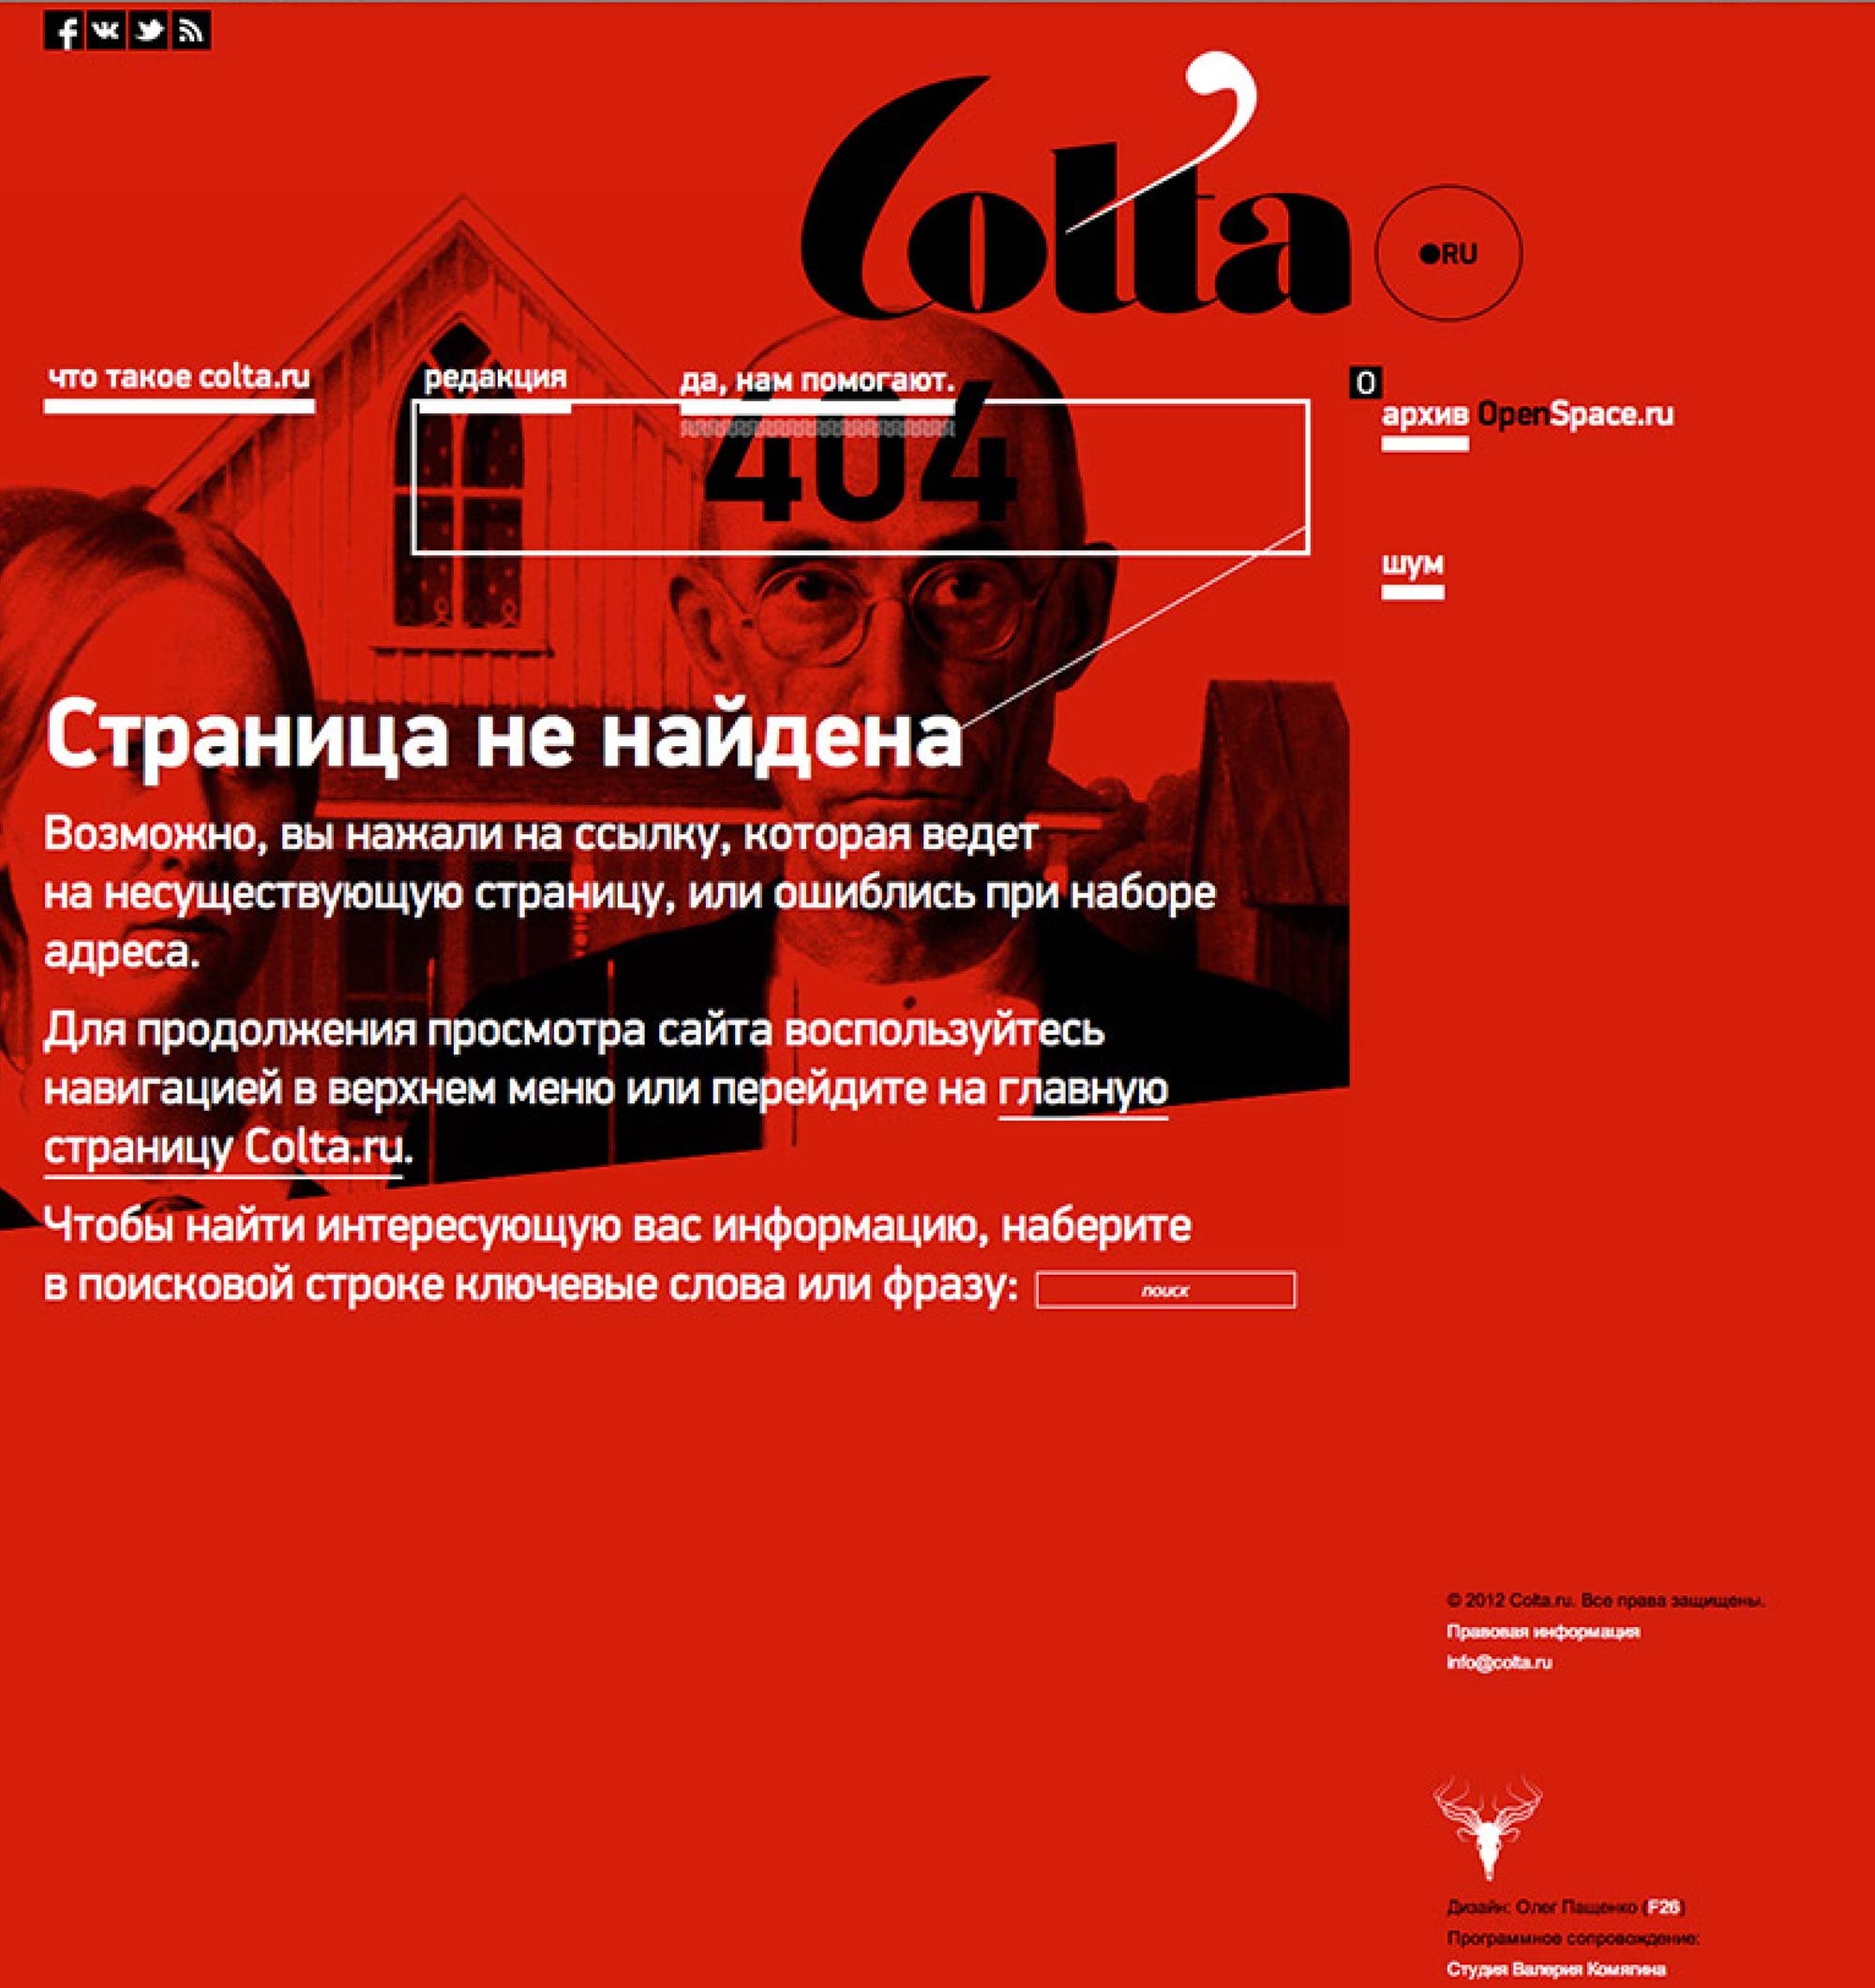 Colta
●RU
что такое colta.ru
редакция
да, нам помогают.
0
архив OpenSpace.ru
404
шум
Страница не найдена
Возможно, вы нажали на ссылку, которая ведет
на несуществующую страницу, или ошиблись при наборе
адреса.
Для продолжения просмотра сайта воспользуйтесь
навигацией в верхнем меню или перейдите на главную
страницу Colta.ru.
Чтобы найти интересующую вас информацию, наберите
в поисковой строке ключевые слова или фразу: поиск
© 2012 Colta.ru. Все права защищены.
Правовая информация
info@colta.ru
Дизайн: Олег Пащенко (F26)
Программное сопровождение:
Студия Валерия Комягина